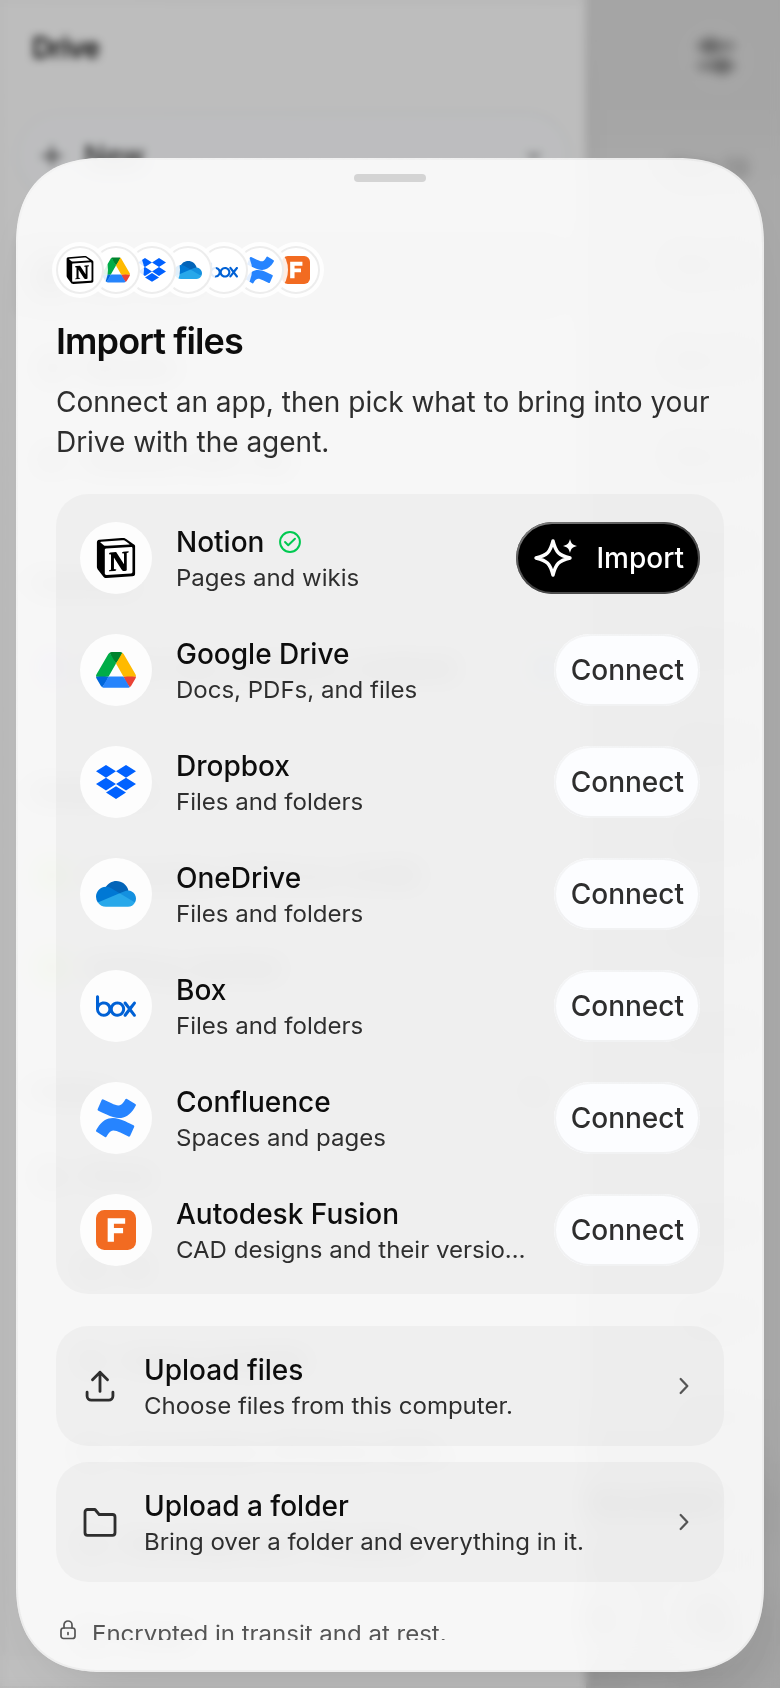 Drive
New
Import files
Connect an app, then pick what to bring into your
Drive with the agent.
Notion
Pages and wikis
Import
Google Drive
Docs, PDFs, and files
Connect
Dropbox
Files and folders
Connect
OneDrive
Files and folders
Connect
box
Box
Files and folders
Connect
Confluence
Spaces and pages
Connect
Autodesk Fusion
CAD designs and their versio...
Connect
Upload files
Choose files from this computer.
Upload a folder
Bring over a folder and everything in it.
Encrypted in transit and at rest.